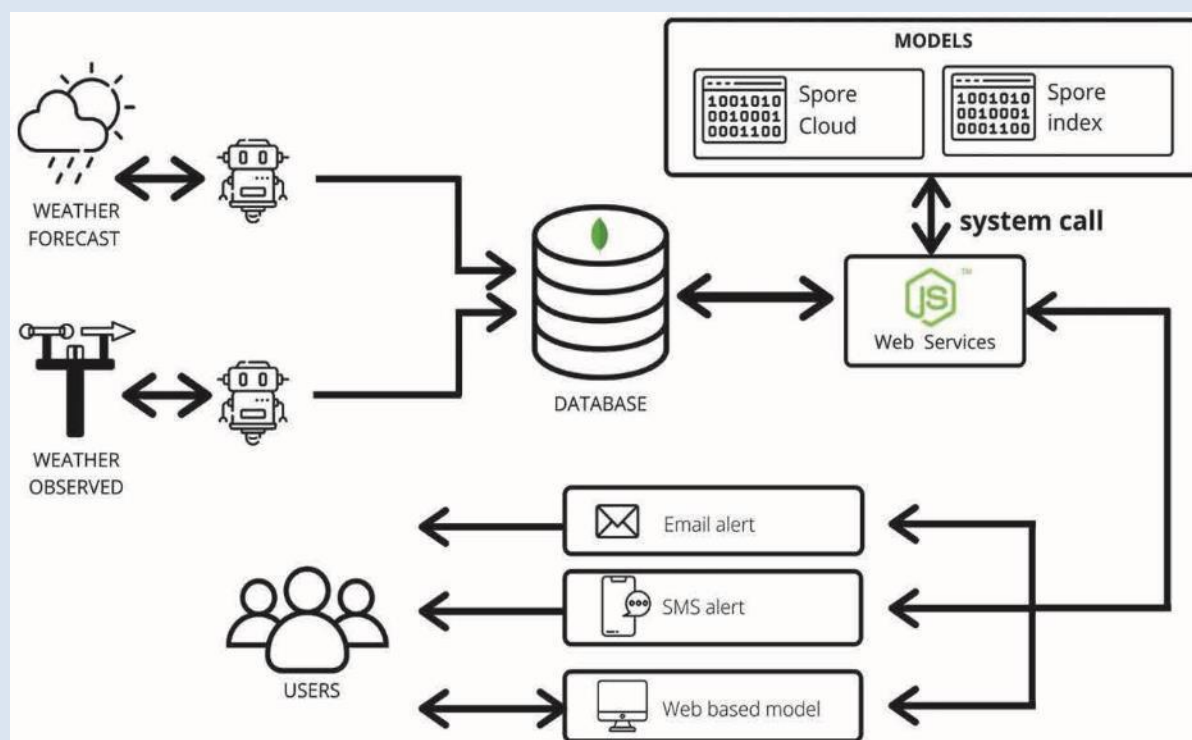 MODELS
1001010
0010001
0001100
Spore
Cloud
1001010
0010001
0001100
Spore
index
WEATHER
FORECAST
system call
JS
TM
Web Services
DATABASE
WEATHER
OBSERVED
Email alert
SMS alert
USERS
Web based model